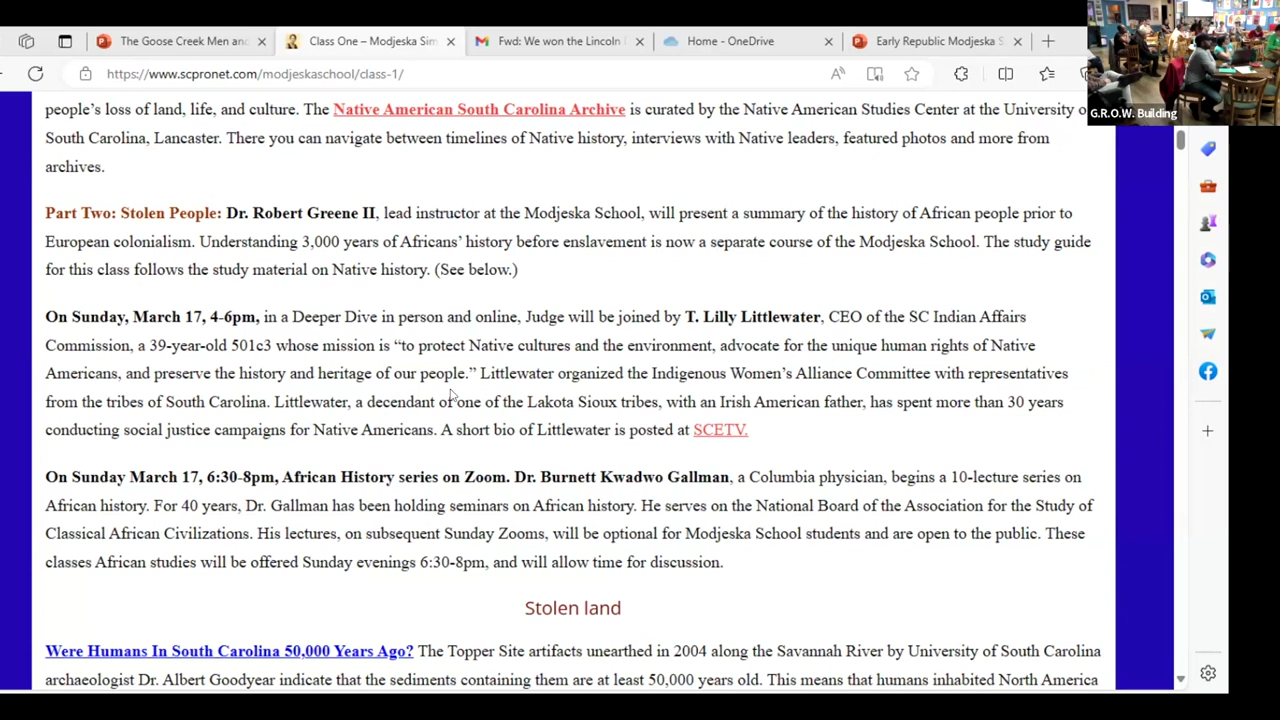 The Goose Creek Men and
Class One – Modjeska Sim
Fwd: We won the Lincoln
Home - OneDrive
Early Republic Modjeska S
https://www.scpronet.com/modjeskaschool/class-1/
G.R.O.W. Building
people's loss of land, life, and culture. The Native American South Carolina Archive is curated by the Native American Studies Center at the University o
South Carolina, Lancaster. There you can navigate between timelines of Native history, interviews with Native leaders, featured photos and more from
archives.
Part Two: Stolen People: Dr. Robert Greene II, lead instructor at the Modjeska School, will present a summary of the history of African people prior to
European colonialism. Understanding 3,000 years of Africans' history before enslavement is now a separate course of the Modjeska School. The study guide
for this class follows the study material on Native history. (See below.)
On Sunday, March 17, 4-6pm, in a Deeper Dive in person and online, Judge will be joined by T. Lilly Littlewater, CEO of the SC Indian Affairs
Commission, a 39-year-old 501c3 whose mission is “to protect Native cultures and the environment, advocate for the unique human rights of Native
Americans, and preserve the history and heritage of our people.” Littlewater organized the Indigenous Women's Alliance Committee with representatives
from the tribes of South Carolina. Littlewater, a decendant of one of the Lakota Sioux tribes, with an Irish American father, has spent more than 30 years
conducting social justice campaigns for Native Americans. A short bio of Littlewater is posted at SCETV.
On Sunday March 17, 6:30-8pm, African History series on Zoom. Dr. Burnett Kwadwo Gallman, a Columbia physician, begins a 10-lecture series on
African history. For 40 years, Dr. Gallman has been holding seminars on African history. He serves on the National Board of the Association for the Study of
Classical African Civilizations. His lectures, on subsequent Sunday Zooms, will be optional for Modjeska School students and are open to the public. These
classes African studies will be offered Sunday evenings 6:30-8pm, and will allow time for discussion.
Stolen land
Were Humans In South Carolina 50,000 Years Ago? The Topper Site artifacts unearthed in 2004 along the Savannah River by University of South Carolina
archaeologist Dr. Albert Goodyear indicate that the sediments containing them are at least 50,000 years old. This means that humans inhabited North America